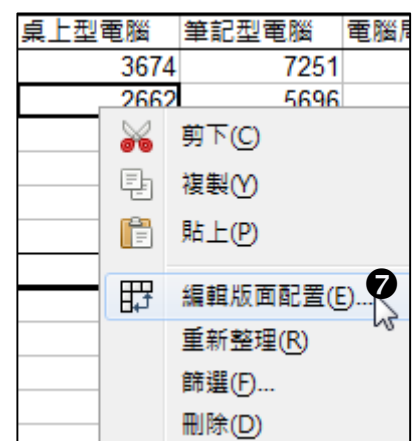 桌上型電腦 筆記型電腦 電腦
3674 7251
2662 5696
剪下(C)
複製(Y)
貼上(P)
編輯版面配置(E)... 7
重新整理(R)
篩選(F)...
刪除(D)